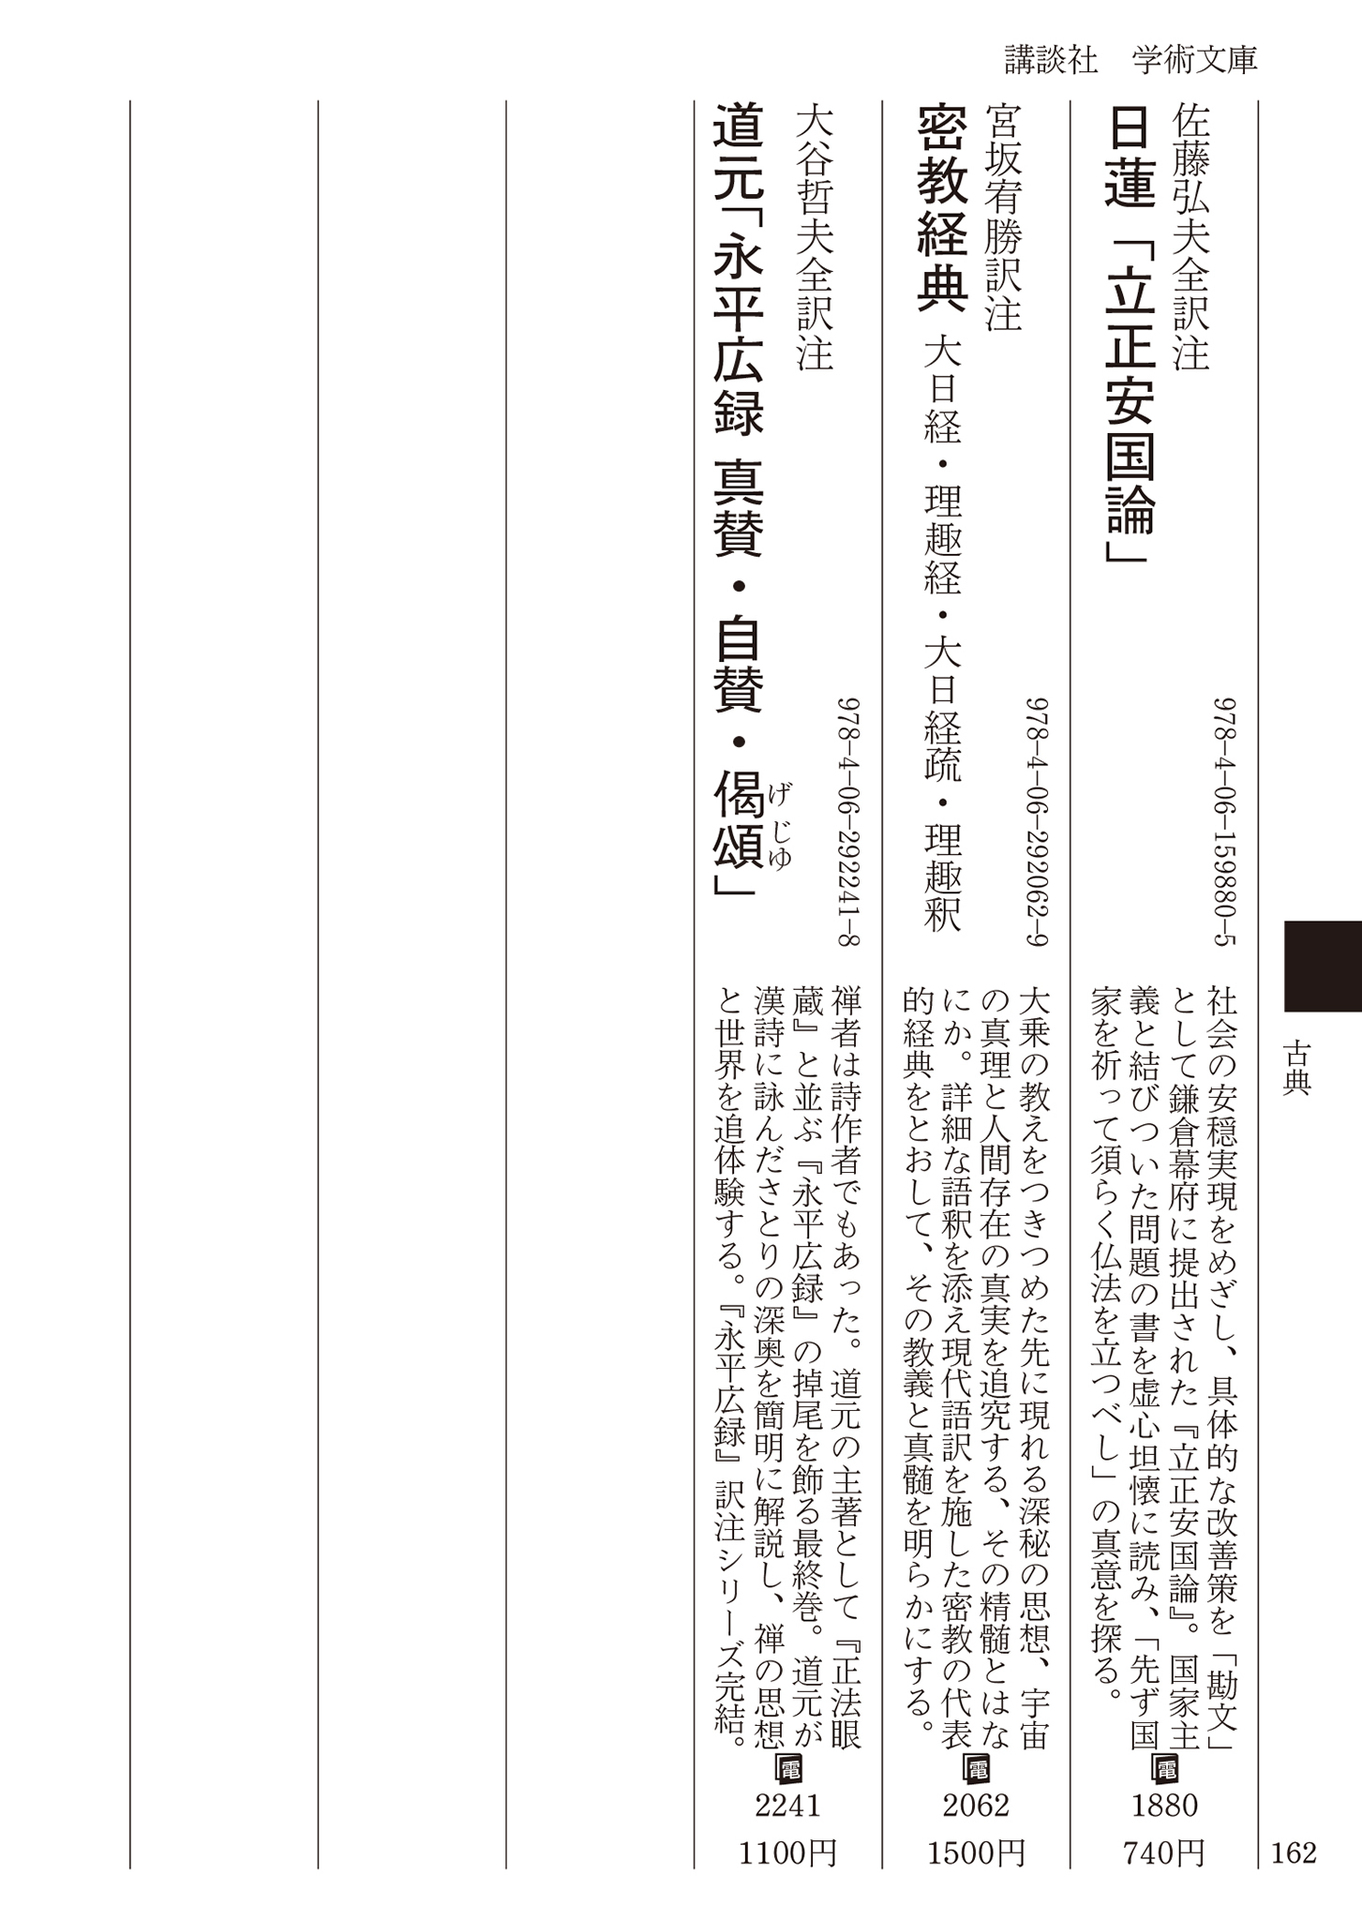 講談社　学術文庫
佐藤弘夫全訳注
日蓮「立正安国論」
978-4-06-159880-5
社会の安穏実現をめざし、具体的な改善策を「勘文」
として鎌倉幕府に提出された『立正安国論』。国家主
義と結びついた問題の書を虚心坦懐に読み、「先ず国
家を祈って須らく仏法を立つべし」の真意を探る。
電
1880
740円
宮坂宥勝訳注
密教経典 大日経・理趣経・大日経疏・理趣釈
978-4-06-292062-9
大乗の教えをつきつめた先に現れる深秘の思想、宇宙
の真理と人間存在の真実を追究する、その精髄とはな
にか。詳細な語釈を添え現代語訳を施した密教の代表
的経典をとおして、その教義と真髄を明らかにする。
電
2062
1500円
大谷哲夫全訳注
道元「永平広録 真賛・自賛・偈頌」
げじゆ
978-4-06-292241-8
禅者は詩作者でもあった。道元の主著として『正法眼
蔵』と並ぶ『永平広録』の掉尾を飾る最終巻。道元が
漢詩に詠んださとりの深奥を簡明に解説し、禅の思想
と世界を追体験する。『永平広録』訳注シリーズ完結。
電
2241
1100円
古典
162